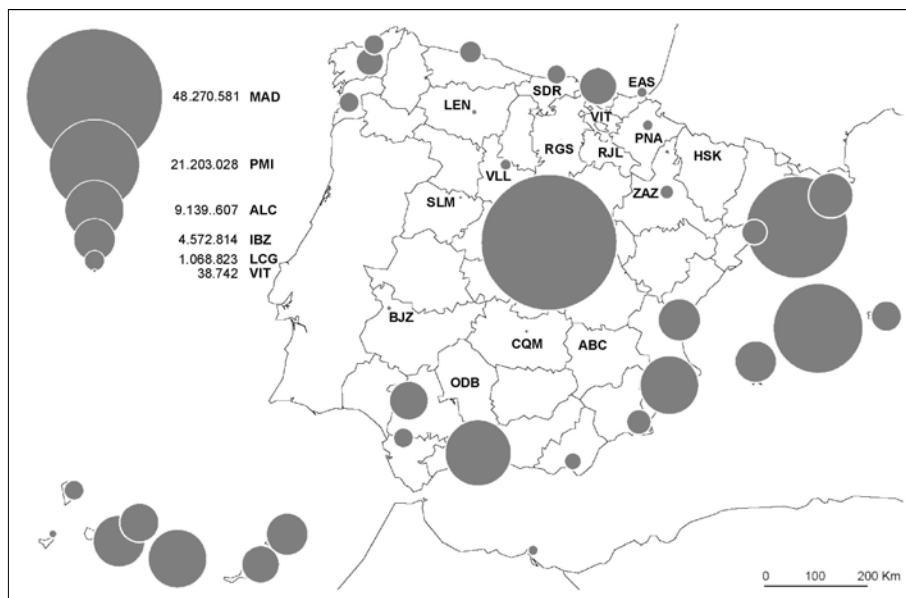 48.270.581 MAD
21.203.028 PMI
9.139..607 ALC
4.572.814 IBZ
1.068.823 LCG
38.742 VIT
EAS
SDR
LEN
VIT
PNA
RGS
RJL
HSK
VLL
ZAZ
SLM
BJZ
CQM
ABC
ODB
0 100 200 Km